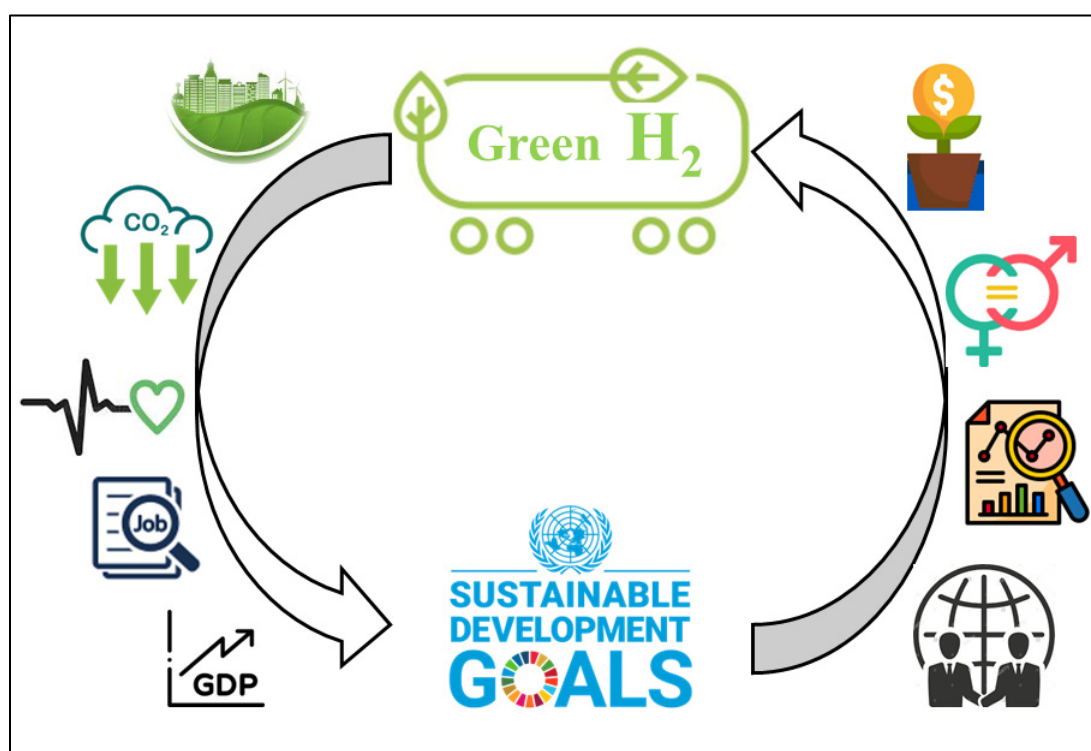 Green H₂
CO₂
Job
GDP
SUSTAINABLE
DEVELOPMENT
GOALS
$